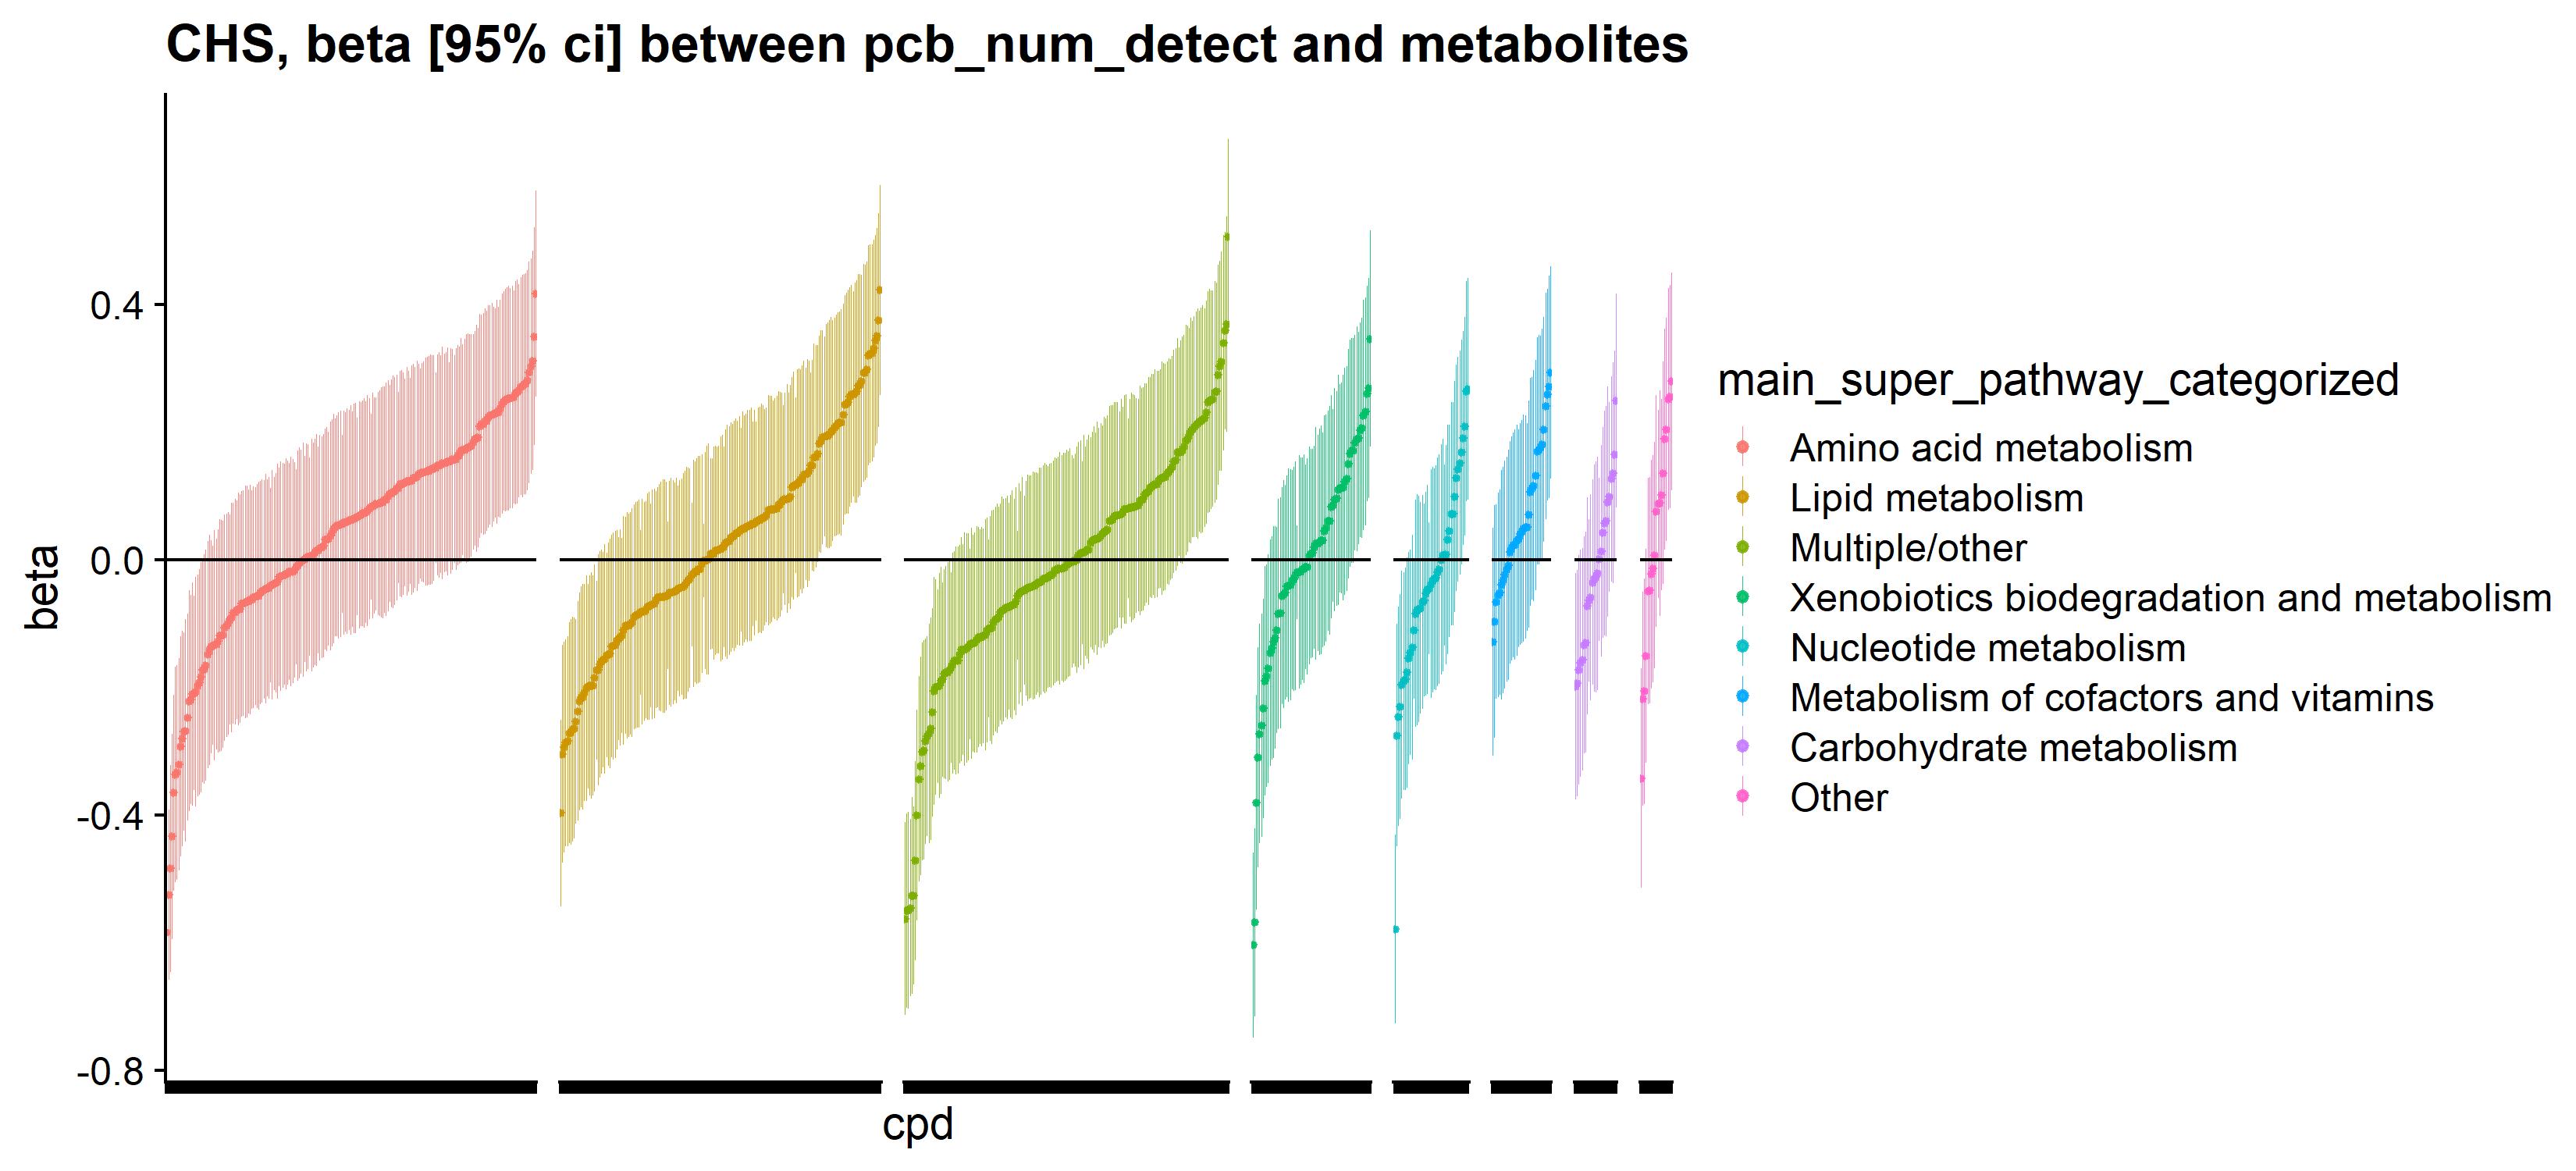 CHS, beta [95% ci] between pcb_num_detect and metabolites
beta
0.4
0.0
-0.4
-0.8
cpd
main_super_pathway_categorized
Amino acid metabolism
Lipid metabolism
Multiple/other
Xenobiotics biodegradation and metabolism
Nucleotide metabolism
Metabolism of cofactors and vitamins
Carbohydrate metabolism
Other